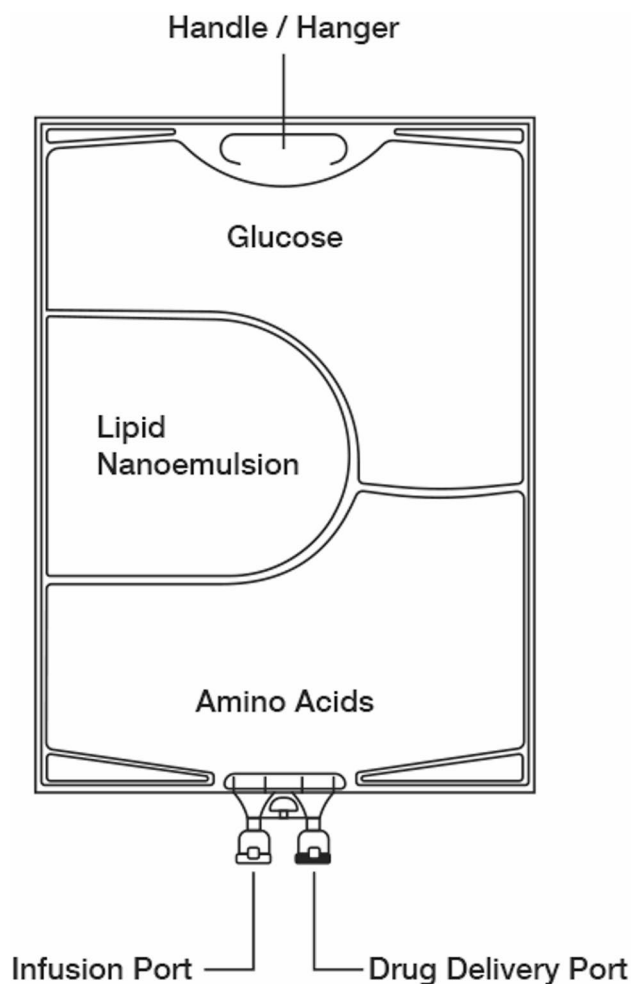 Handle / Hanger
Glucose
Lipid
Nanoemulsion
Amino Acids
Infusion Port
Drug Delivery Port